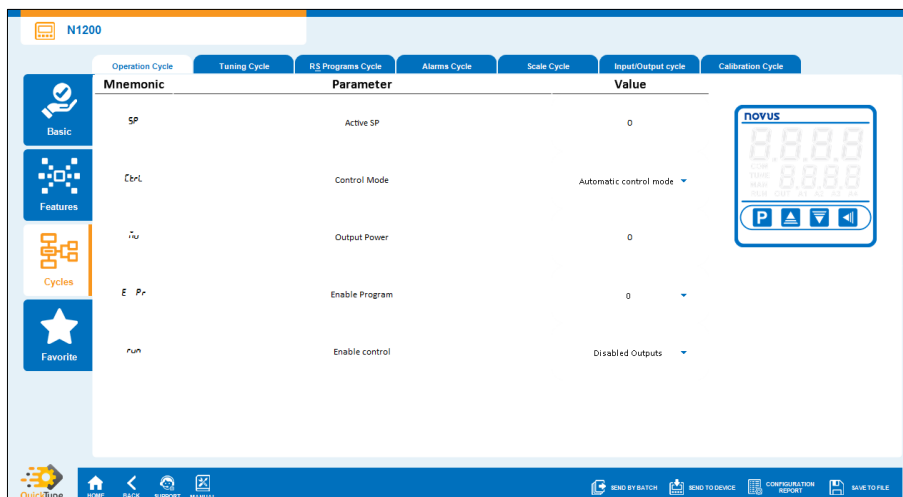 N1200
Operation Cycle Tuning Cycle RS Programs Cycle Alarms Cycle Scale Cycle Input/Output cycle Calibration Cycle
Mnemonic Parameter Value
Basic
SP Active SP 0
novus
Features
CtrL Control Mode Automatic control mode
P
Output Power 0
Cycles
E Pr Enable Program 0
Favorite
run Enable control Disabled Outputs
QuickTune
HOME BACK SUPPORT MANUAL
SEND BY BATCH SEND TO DEVICE CONFIGURATION REPORT SAVE TO FILE